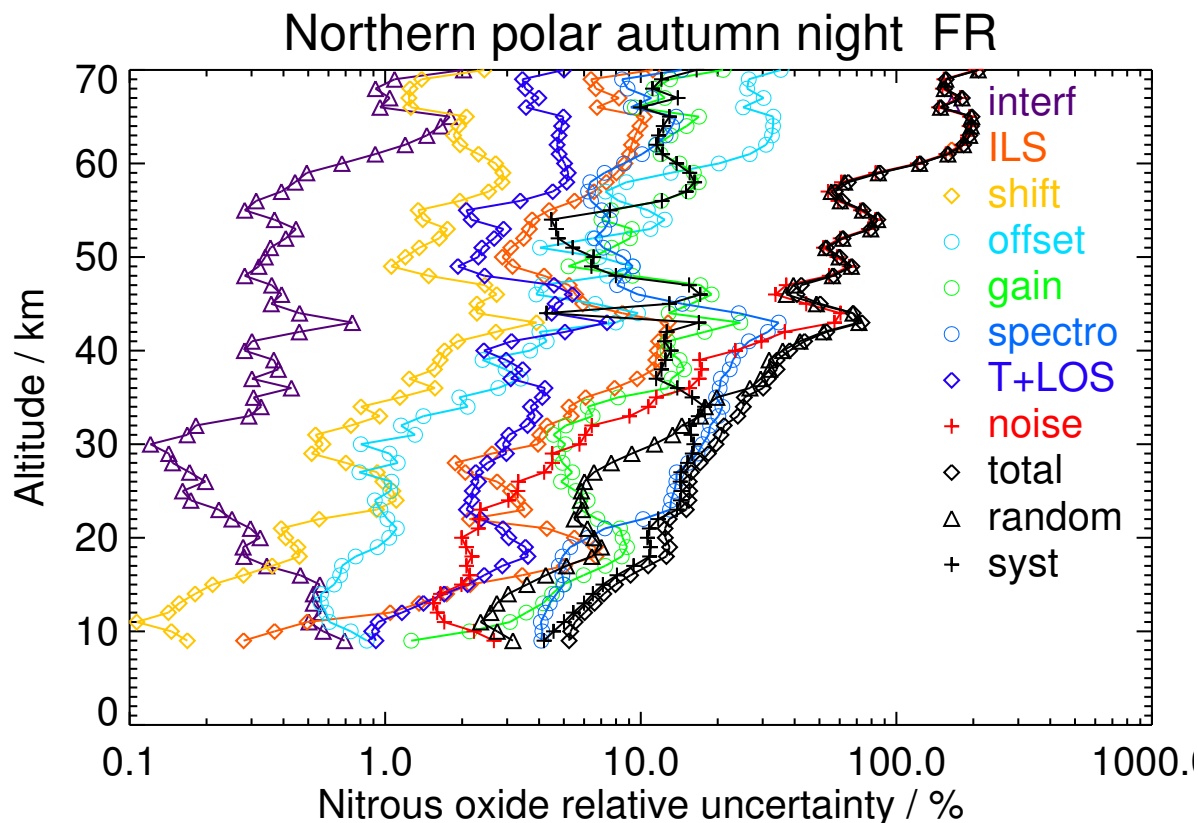 Northern polar autumn night FR
70
60
50
40
30
20
10
0
Altitude / km
interf
ILS
shift
offset
gain
spectro
T+LOS
noise
total
random
syst
0.1 1.0 10.0 100.0 1000.0
Nitrous oxide relative uncertainty / %